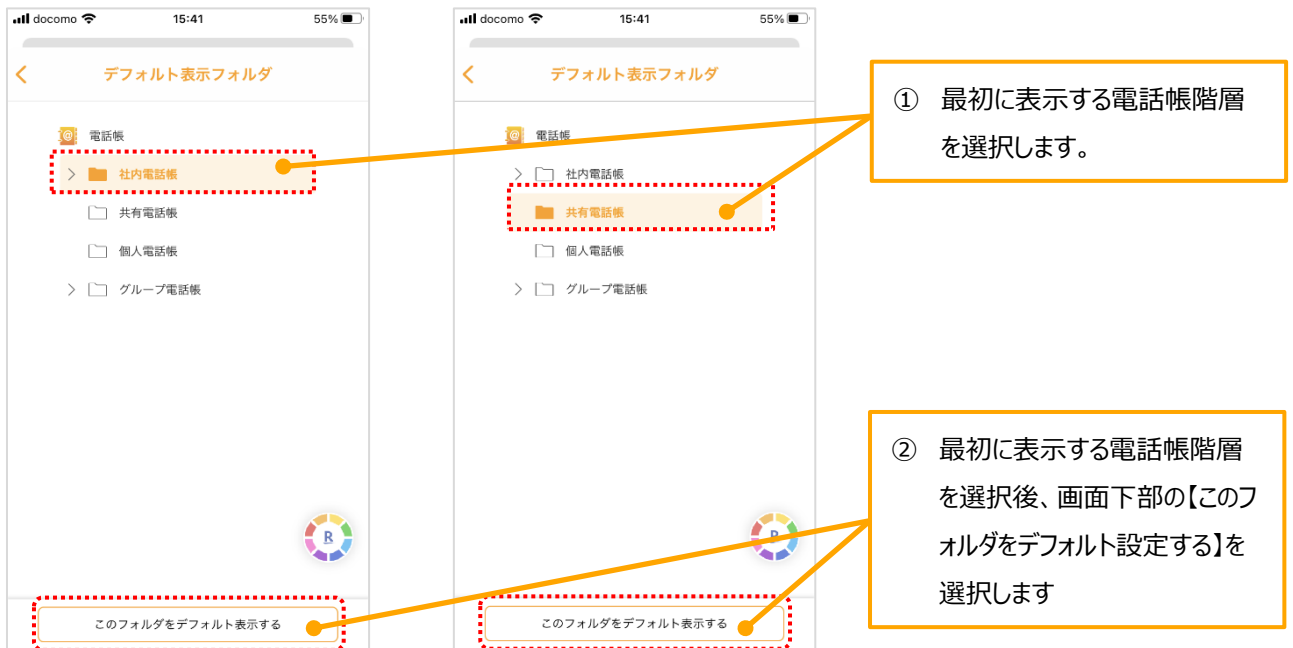 docomo 15:41 55%
デフォルト表示フォルダ
電話帳
社内電話帳
共有電話帳
個人電話帳
グループ電話帳
R
このフォルダをデフォルト表示する
docomo 15:41 55%
デフォルト表示フォルダ
電話帳
社内電話帳
共有電話帳
個人電話帳
グループ電話帳
R
このフォルダをデフォルト表示する
① 最初に表示する電話帳階層
を選択します。
② 最初に表示する電話帳階層
を選択後、画面下部の【このフ
ォルダをデフォルト設定する】を
選択します